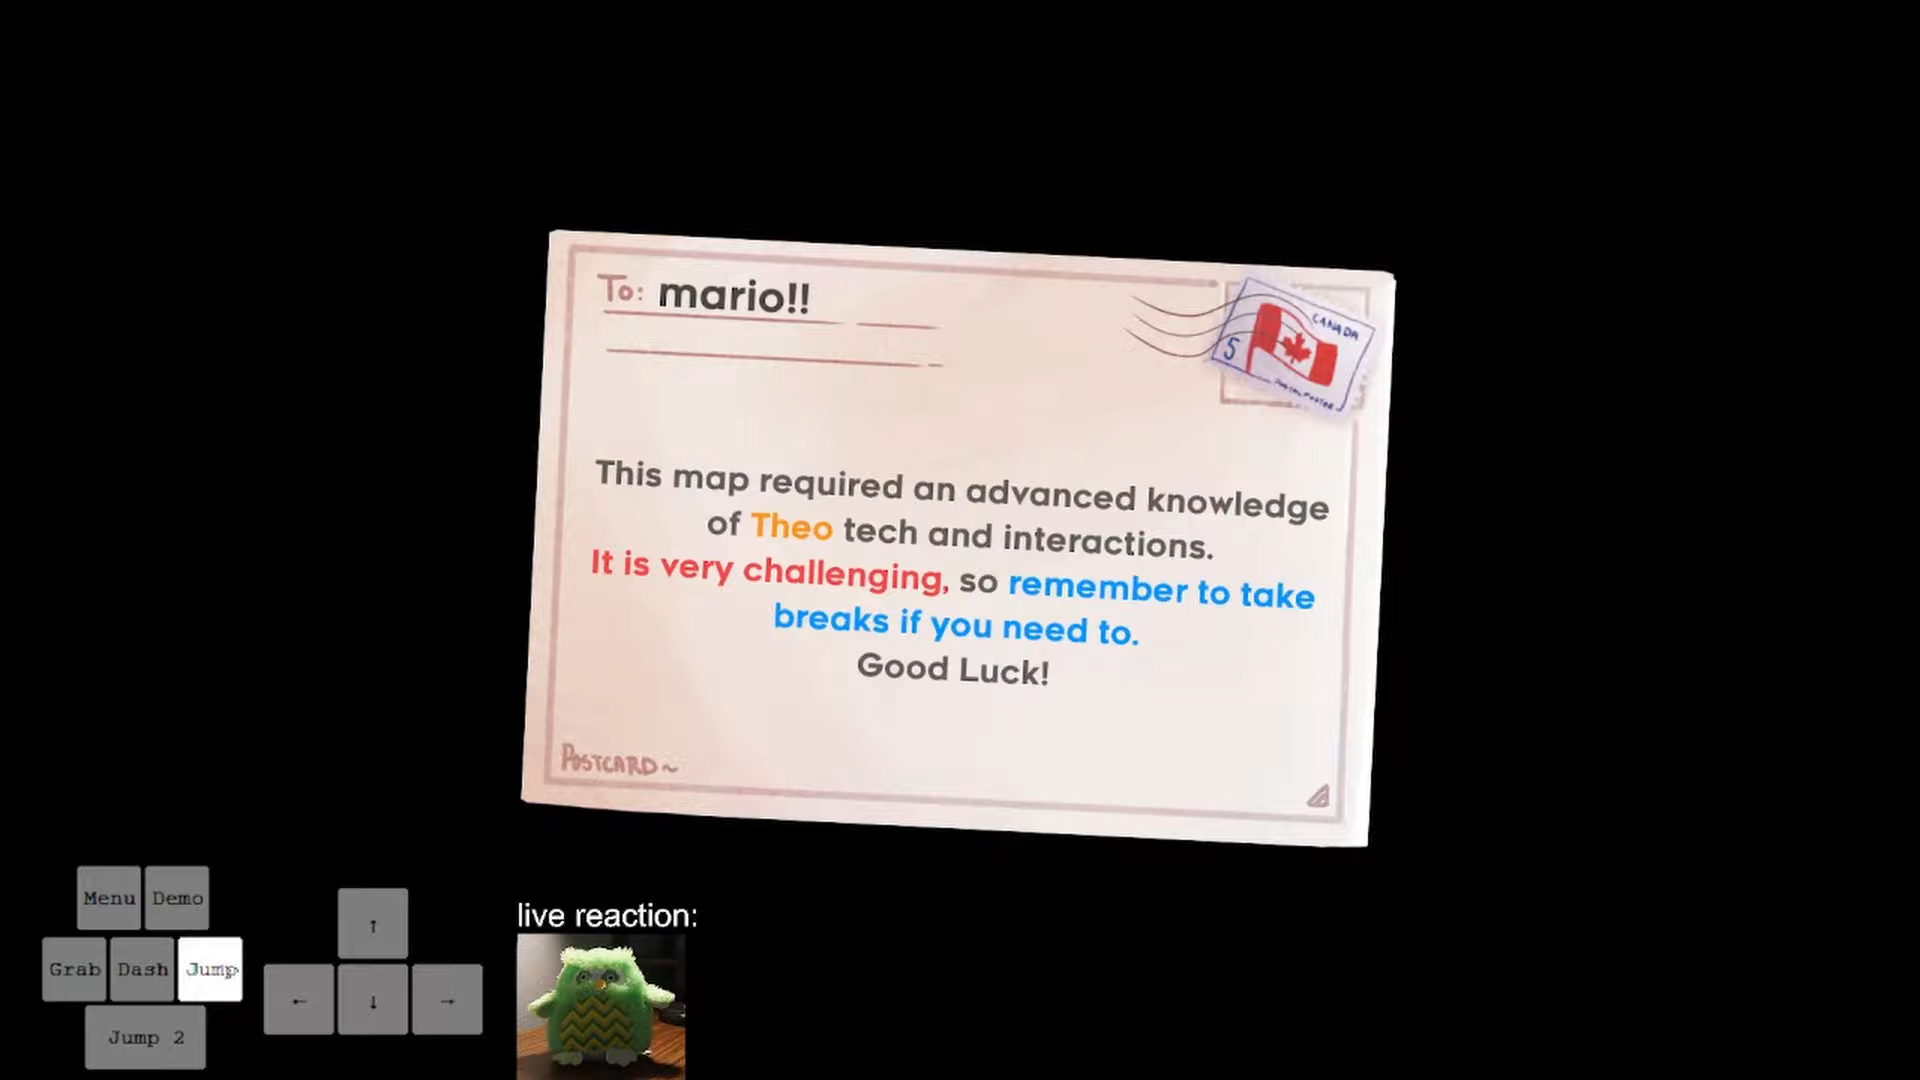 To: mario!!
CANADA
5
This map required an advanced knowledge
of Theo tech and interactions.
It is very challenging, so remember to take
breaks if you need to.
Good Luck!
POSTCARD~
Menu Demo
Grab Dash Jump
Jump 2
↑
← ↓ →
live reaction: